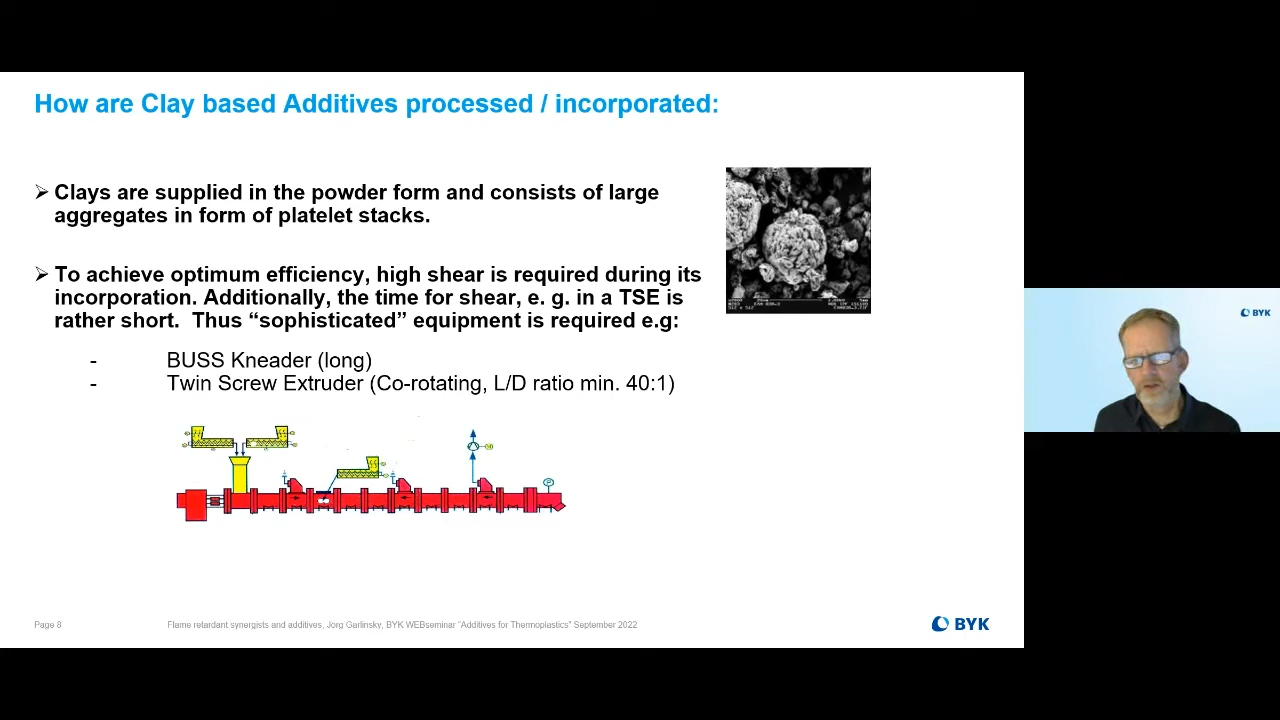 How are Clay based Additives processed / incorporated:
Clays are supplied in the powder form and consists of large
aggregates in form of platelet stacks.
To achieve optimum efficiency, high shear is required during its
incorporation. Additionally, the time for shear, e. g. in a TSE is
rather short. Thus “sophisticated” equipment is required e.g:
- BUSS Kneader (long)
- Twin Screw Extruder (Co-rotating, L/D ratio min. 40:1)
P
BYK
Page 8
Flame retardant synergists and additives, Jorg Garlinsky, BYK WEBseminar “Additives for Thermoplastics” September 2022
BYK